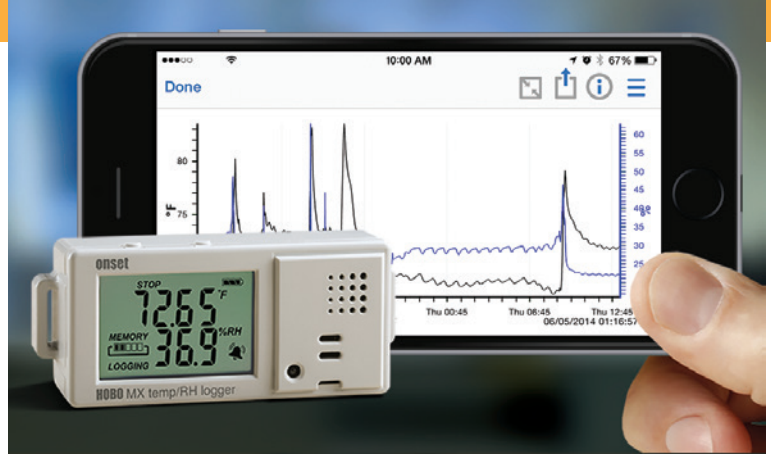 10:00 AM
67%
Done
80
°F
75
60
55
50
45
40
%
35
30
25
Thu 00:45
Thu 06:45
Thu 12:45
06/05/2014 01:16:57
onset
STOP
72.65 °F
MEMORY
36.9 %RH
LOGGING
HOBO MX temp/RH logger